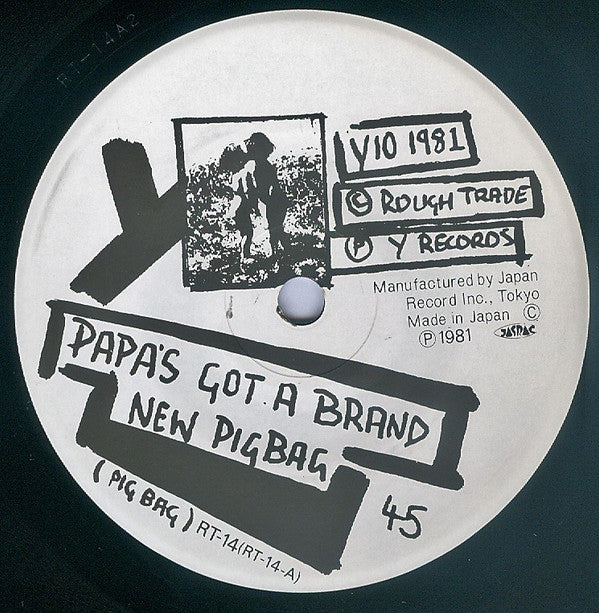 RT-14A2
Y
Y10 1981
© ROUGH TRADE
℗ Y RECORDS
Manufactured by Japan
Record Inc., Tokyo
Made in Japan ©
℗ 1981 JASRAC
PAPA'S GOT A BRAND
NEW PIGBAG
45
(PIG BAG) RT-14(RT-14-A)